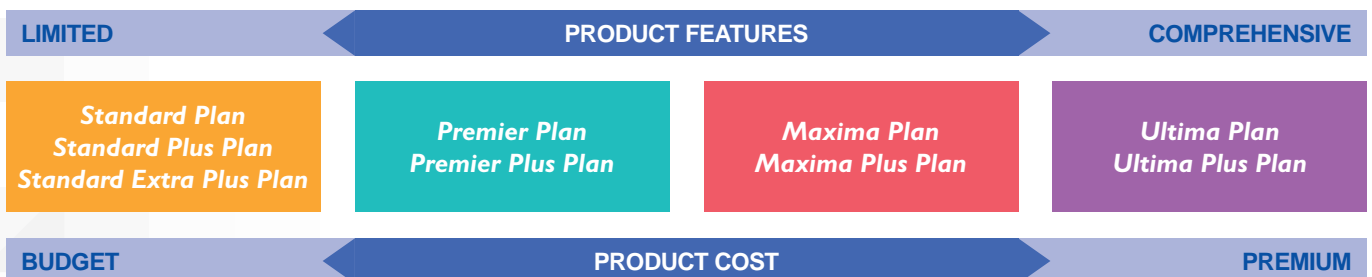 LIMITED
PRODUCT FEATURES
COMPREHENSIVE
Standard Plan
Standard Plus Plan
Standard Extra Plus Plan
Premier Plan
Premier Plus Plan
Maxima Plan
Maxima Plus Plan
Ultima Plan
Ultima Plus Plan
BUDGET
PRODUCT COST
PREMIUM